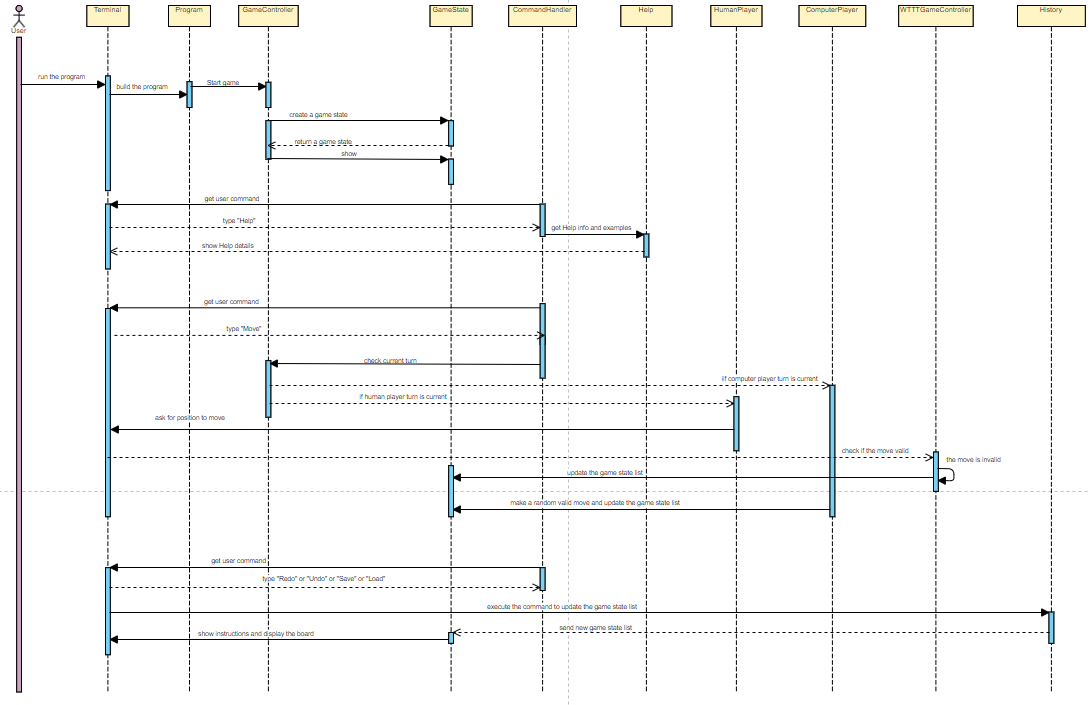 Terminal
Program
GameController
GameState
CommandHandler
Help
HumanPlayer
ComputerPlayer
WTTTGameController
History
User
run the program
build the program
Start game
create a game state
return a game state
show
get user command
type "Help"
get Help info and examples
show Help details
get user command
type "Move"
check current turn
iif computer player turn is current
if human player turn is current
ask for position to move
check if the move valid
the move is invalid
update the game state list
make a random valid move and update the game state list
get user command
type "Redo" or "Undo" or "Save" or "Load"
execute the command to update the game state list
send new game state list
show instructions and display the board